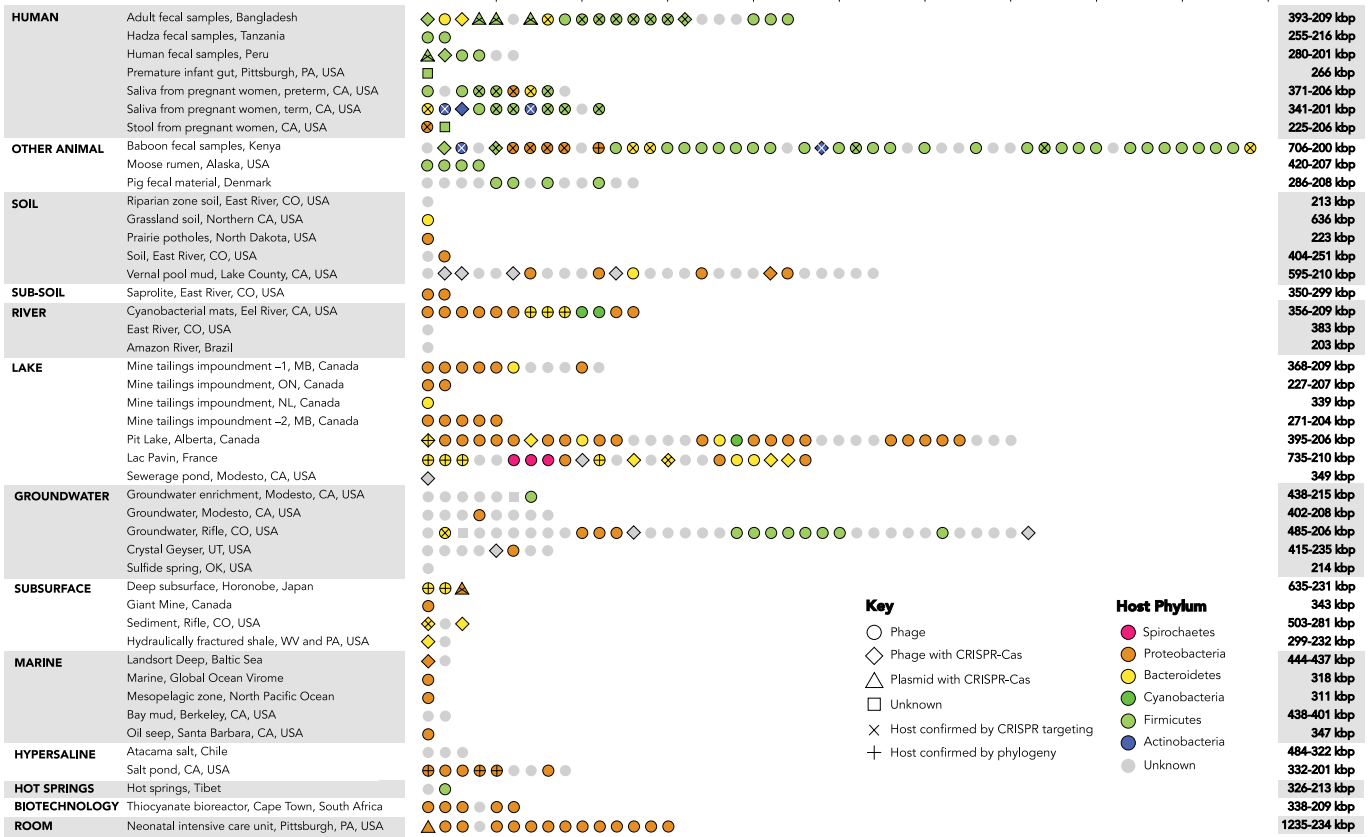 HUMAN Adult fecal samples, Bangladesh 393-209 kbp
Hadza fecal samples, Tanzania 255-216 kbp
Human fecal samples, Peru 280-201 kbp
Premature infant gut, Pittsburgh, PA, USA 266 kbp
Saliva from pregnant women, preterm, CA, USA 371-206 kbp
Saliva from pregnant women, term, CA, USA 341-201 kbp
Stool from pregnant women, CA, USA 225-206 kbp
OTHER ANIMAL Baboon fecal samples, Kenya 706-200 kbp
Moose rumen, Alaska, USA 420-207 kbp
Pig fecal material, Denmark 286-208 kbp
SOIL Riparian zone soil, East River, CO, USA 213 kbp
Grassland soil, Northern CA, USA 636 kbp
Prairie potholes, North Dakota, USA 223 kbp
Soil, East River, CO, USA 404-251 kbp
Vernal pool mud, Lake County, CA, USA 595-210 kbp
SUB-SOIL Saprolite, East River, CO, USA 350-299 kbp
RIVER Cyanobacterial mats, Eel River, CA, USA 356-209 kbp
East River, CO, USA 383 kbp
Amazon River, Brazil 203 kbp
LAKE Mine tailings impoundment –1, MB, Canada 368-209 kbp
Mine tailings impoundment, ON, Canada 227-207 kbp
Mine tailings impoundment, NL, Canada 339 kbp
Mine tailings impoundment –2, MB, Canada 271-204 kbp
Pit Lake, Alberta, Canada 395-206 kbp
Lac Pavin, France 735-210 kbp
Sewerage pond, Modesto, CA, USA 349 kbp
GROUNDWATER Groundwater enrichment, Modesto, CA, USA 438-215 kbp
Groundwater, Modesto, CA, USA 402-208 kbp
Groundwater, Rifle, CO, USA 485-206 kbp
Crystal Geyser, UT, USA 415-235 kbp
Sulfide spring, OK, USA 214 kbp
SUBSURFACE Deep subsurface, Horonobe, Japan 635-231 kbp
Giant Mine, Canada 343 kbp
Sediment, Rifle, CO, USA 503-281 kbp
Hydraulically fractured shale, WV and PA, USA 299-232 kbp
MARINE Landsort Deep, Baltic Sea 444-437 kbp
Marine, Global Ocean Virome 318 kbp
Mesopelagic zone, North Pacific Ocean 311 kbp
Bay mud, Berkeley, CA, USA 438-401 kbp
Oil seep, Santa Barbara, CA, USA 347 kbp
HYPERSALINE Atacama salt, Chile 484-322 kbp
Salt pond, CA, USA 332-201 kbp
HOT SPRINGS Hot springs, Tibet 326-213 kbp
BIOTECHNOLOGY Thiocyanate bioreactor, Cape Town, South Africa 338-209 kbp
ROOM Neonatal intensive care unit, Pittsburgh, PA, USA 1235-234 kbp
Key
Phage
Phage with CRISPR-Cas
Plasmid with CRISPR-Cas
Unknown
Host confirmed by CRISPR targeting
Host confirmed by phylogeny
Host Phylum
Spirochaetes
Proteobacteria
Bacteroidetes
Cyanobacteria
Firmicutes
Actinobacteria
Unknown